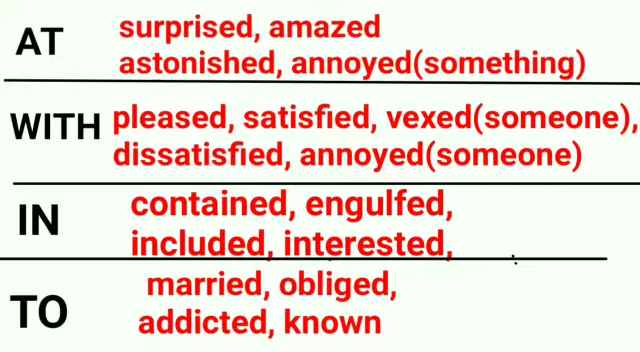 AT surprised, amazed
astonished, annoyed(something)
WITH pleased, satisfied, vexed(someone),
dissatisfied, annoyed(someone)
IN contained, engulfed,
included, interested,
TO married, obliged,
addicted, known